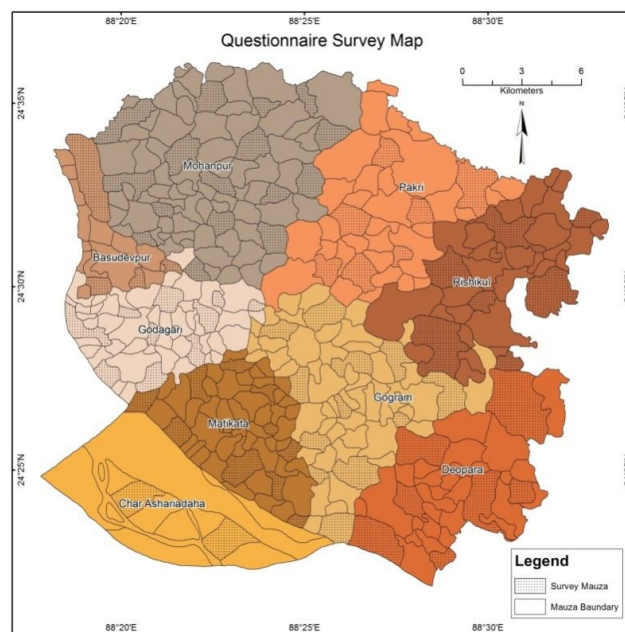 88°20'E 88°25'E 88°30'E
Questionnaire Survey Map
0 3 6
Kilometers
N
24°35'N
Mohanpur
Pakri
Basudevpur
Rishikul
24°30'N
Godagari
Gogram
Matikata
24°25'N
Deopara
Char Ashariadaha
Legend
Survey Mauza
Mauza Baundary
88°20'E 88°25'E 88°30'E